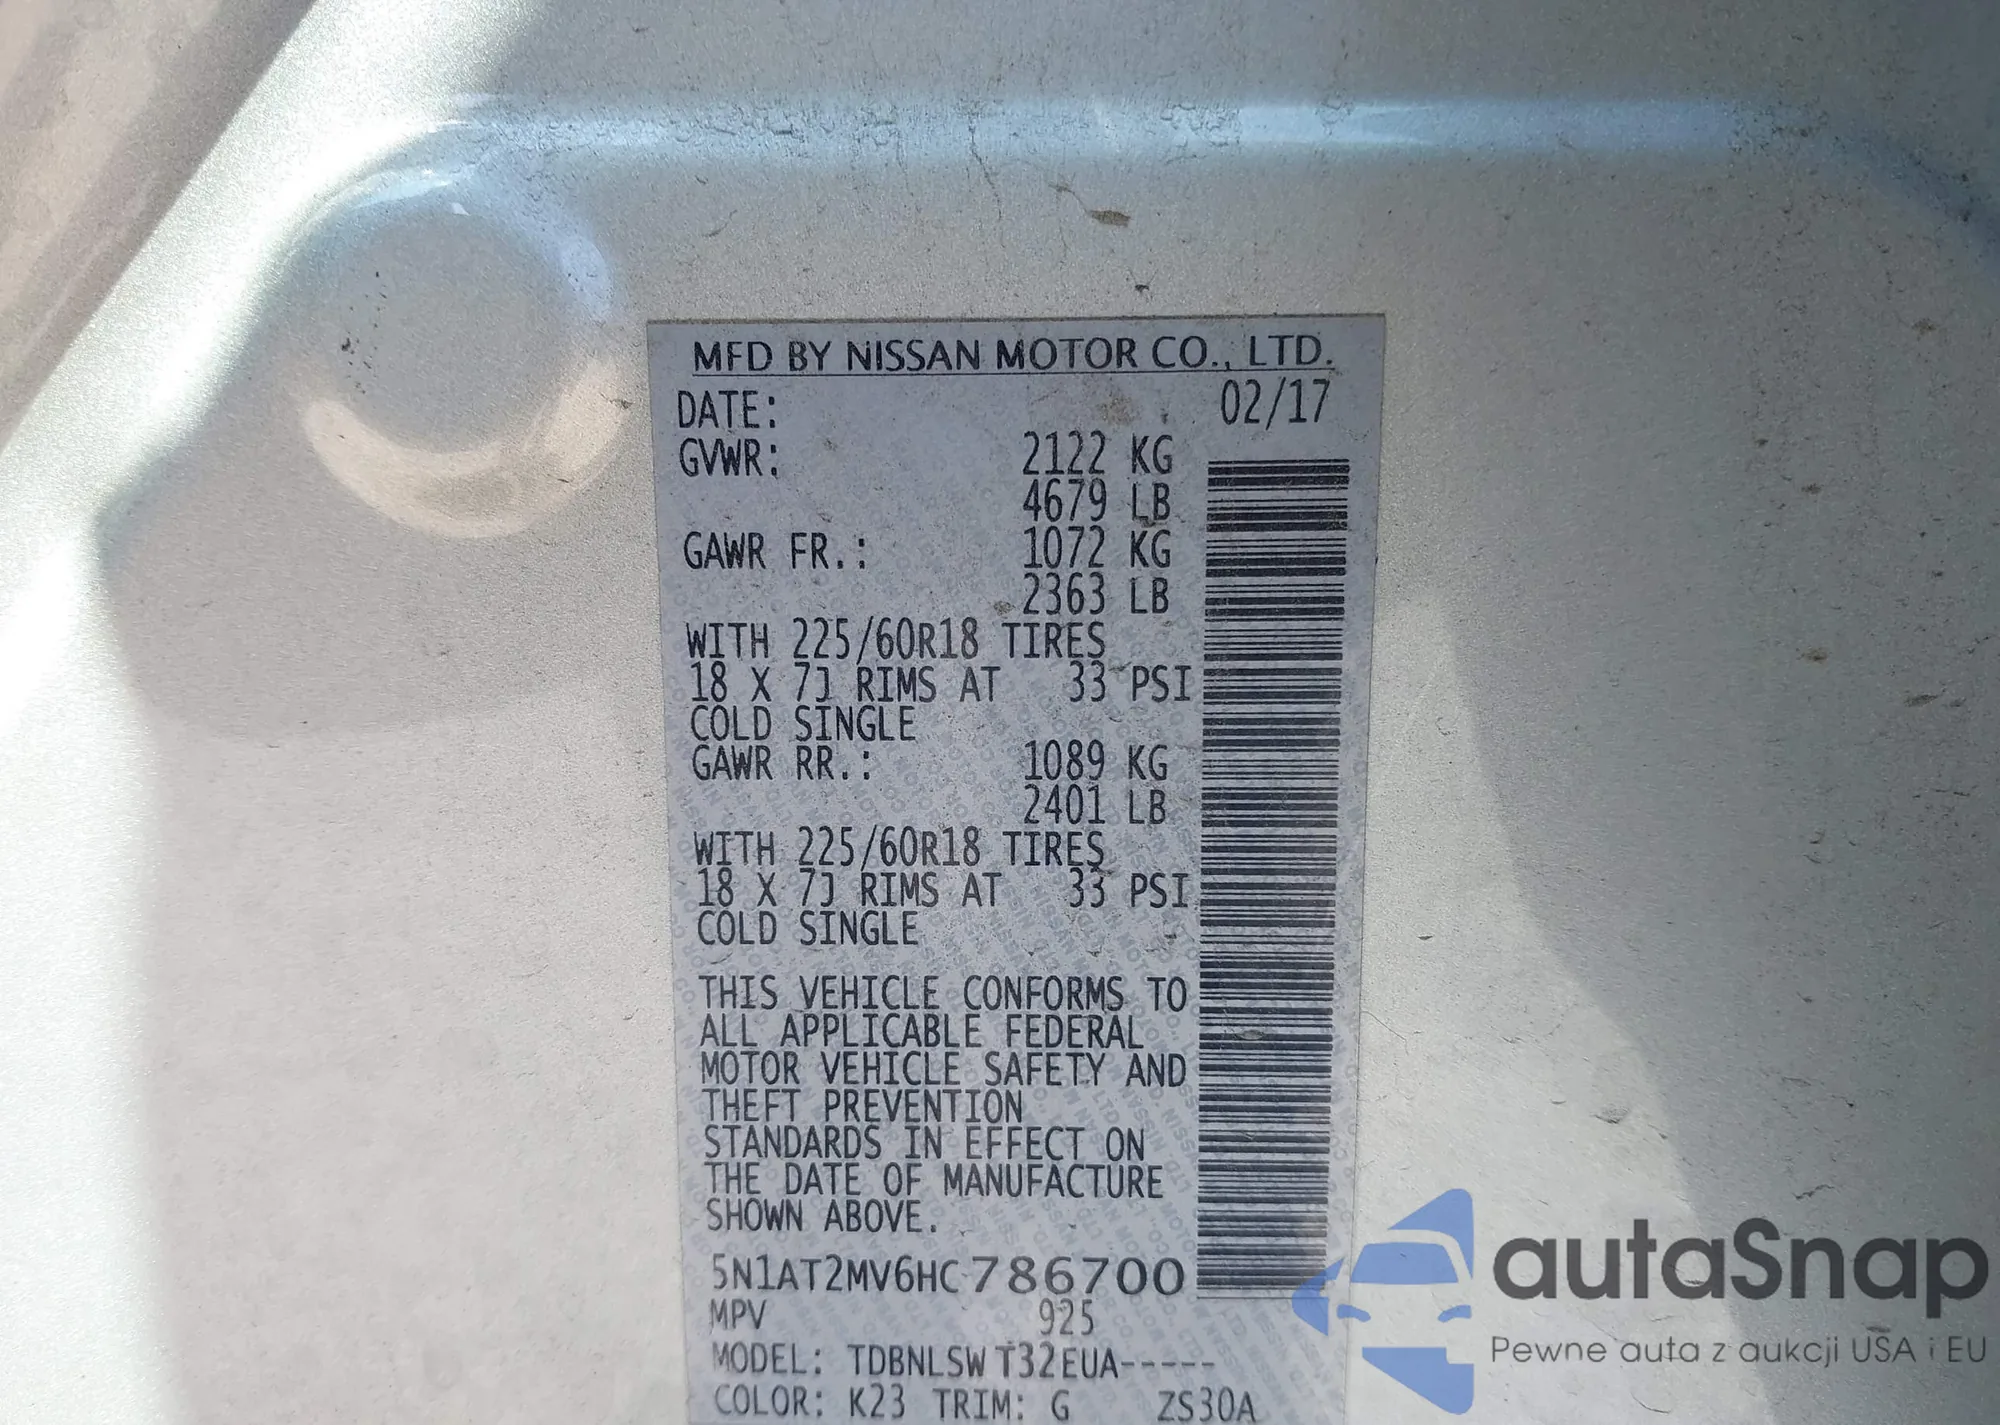 MFD BY NISSAN MOTOR CO., LTD.
DATE: 02/17
GVWR: 2122 KG
4679 LB
GAWR FR.: 1072 KG
2363 LB
WITH 225/60R18 TIRES
18 X 7J RIMS AT 33 PSI
COLD SINGLE
GAWR RR.: 1089 KG
2401 LB
WITH 225/60R18 TIRES
18 X 7J RIMS AT 33 PSI
COLD SINGLE
THIS VEHICLE CONFORMS TO
ALL APPLICABLE FEDERAL
MOTOR VEHICLE SAFETY AND
THEFT PREVENTION
STANDARDS IN EFFECT ON
THE DATE OF MANUFACTURE
SHOWN ABOVE.
5N1AT2MV6HC786700
MPV 925
MODEL: TDBNLSW T32EUA-----
COLOR: K23 TRIM: G ZS30A
autaSnap
Pewne auta z aukcji USA i EU